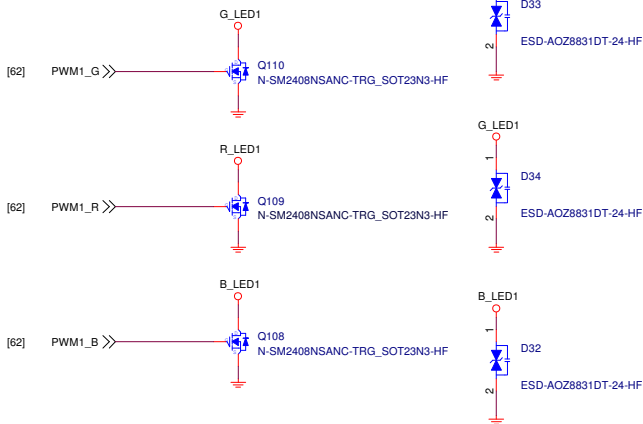 G_LED1
[62] PWM1_G
Q110
N-SM2408NSANC-TRG_SOT23N3-HF
R_LED1
[62] PWM1_R
Q109
N-SM2408NSANC-TRG_SOT23N3-HF
B_LED1
[62] PWM1_B
Q108
N-SM2408NSANC-TRG_SOT23N3-HF
D33
2
ESD-AOZ8831DT-24-HF
G_LED1
1
D34
2
ESD-AOZ8831DT-24-HF
B_LED1
1
D32
2
ESD-AOZ8831DT-24-HF